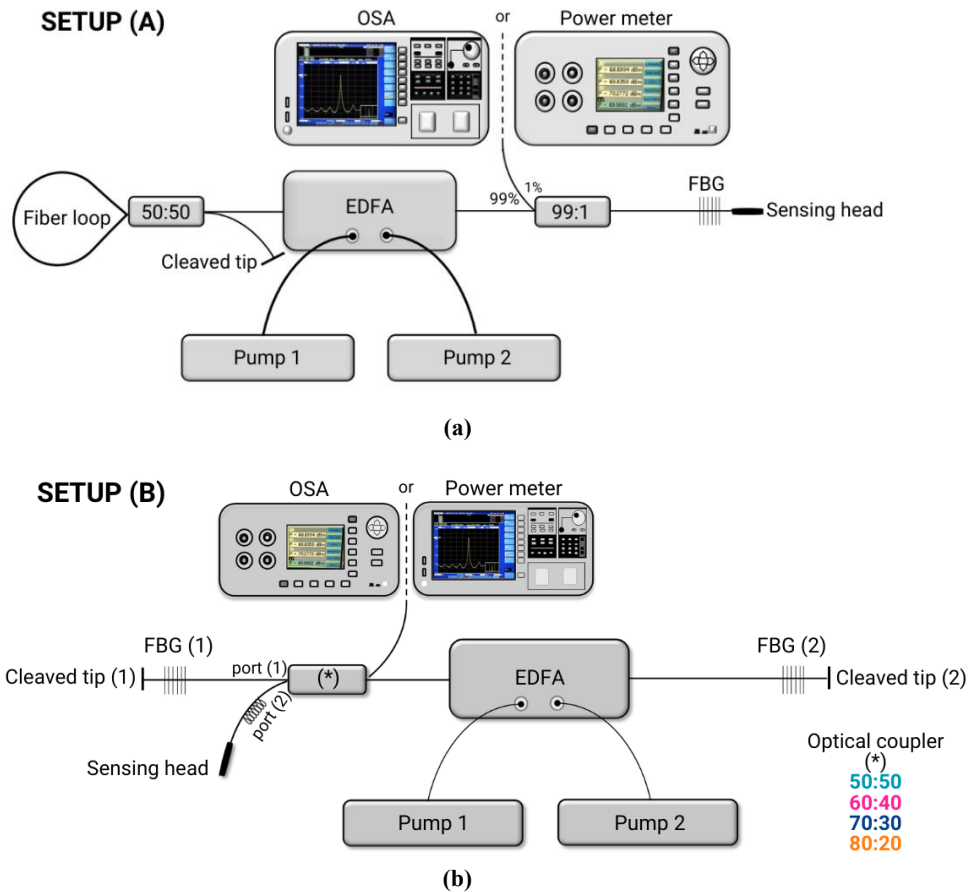 SETUP (A)
OSA
or
Power meter
FBG
99%
1%
Fiber loop
50:50
EDFA
99:1
Sensing head
Cleaved tip
Pump 1
Pump 2
(a)
SETUP (B)
OSA
or
Power meter
FBG (1)
FBG (2)
Cleaved tip (1)
port (1)
(*)
EDFA
Cleaved tip (2)
port (2)
Sensing head
Optical coupler
(*)
50:50
60:40
70:30
80:20
Pump 1
Pump 2
(b)